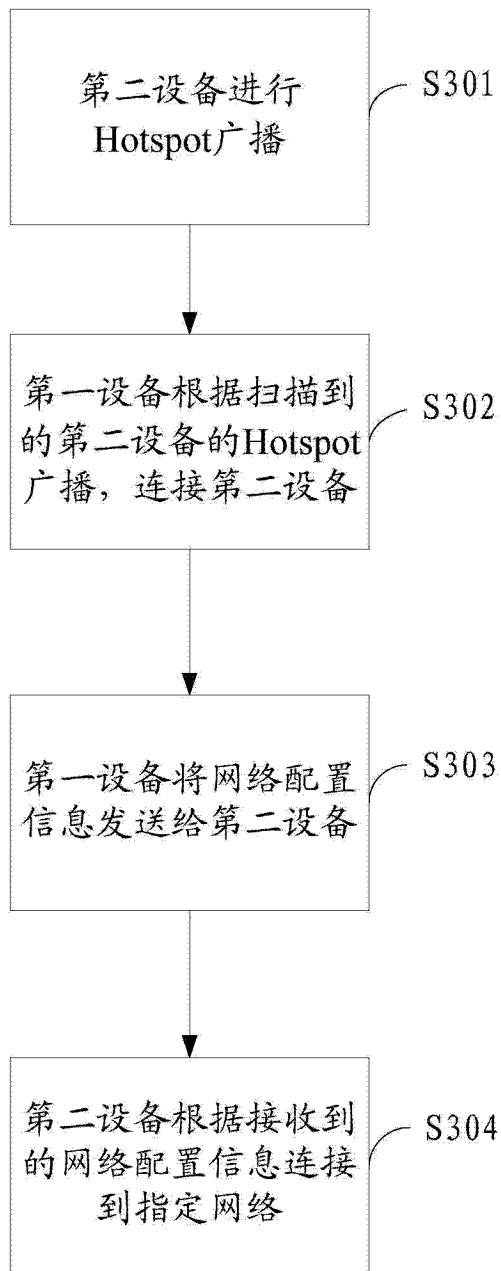 第二设备进行
Hotspot广播
S301
第一设备根据扫描到
的第二设备的Hotspot
广播，连接第二设备
S302
第一设备将网络配置
信息发送给第二设备
S303
第二设备根据接收到
的网络配置信息连接
到指定网络
S304